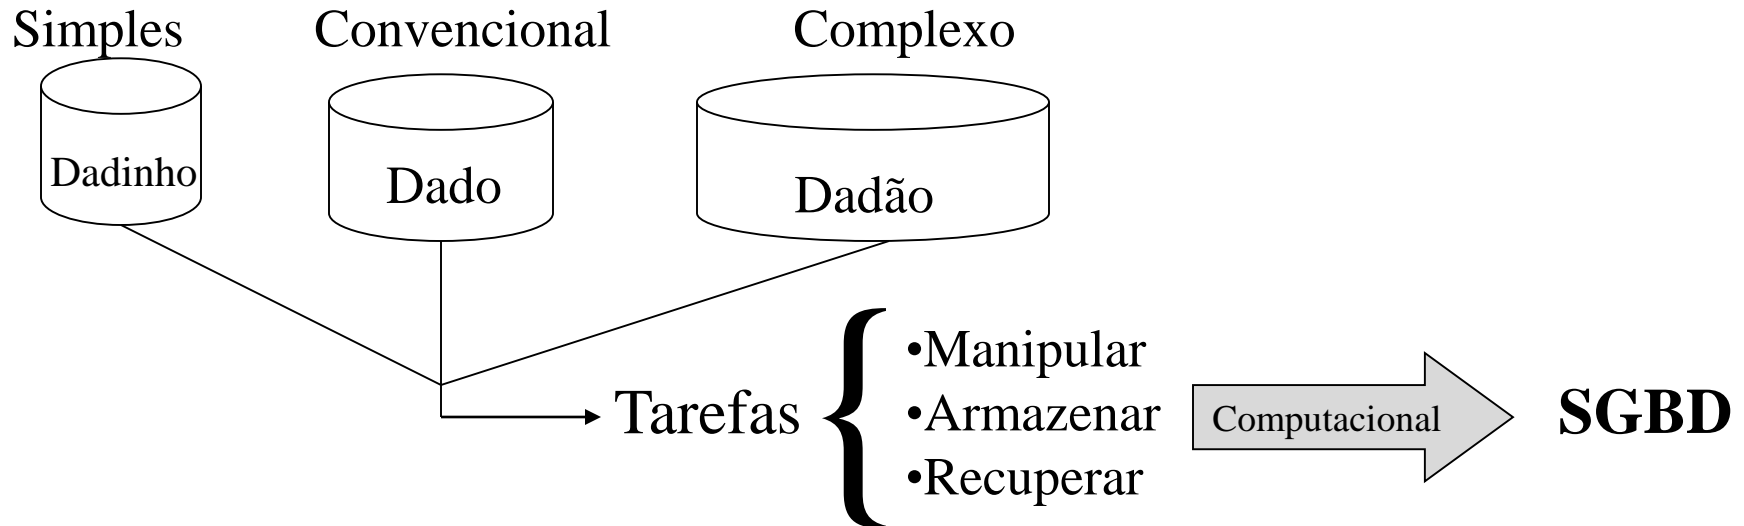 Simples
Convencional
Complexo
Dadinho
Dado
Dadão
Tarefas
•Manipular
•Armazenar
•Recuperar
Computacional
SGBD